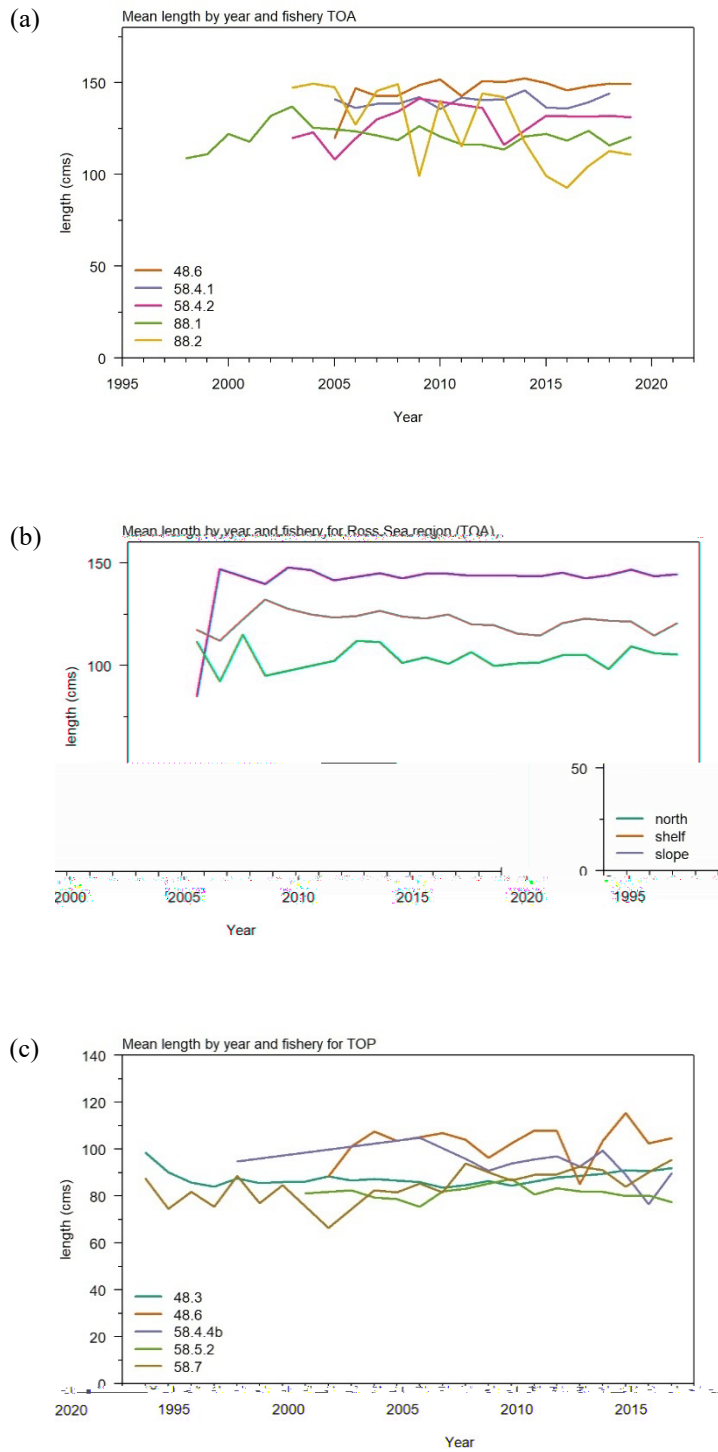 (a)
Mean length by year and fishery TOA
150
100
50
0
length (cms)
48.6
58.4.1
58.4.2
88.1
88.2
1995 2000 2005 2010 2015 2020
Year
(b)
Mean length by year and fishery for Ross Sea region (TOA)
150
100
length (cms)
50
0
north
shelf
slope
2000 2005 2010 2015 2020 1995
Year
(c)
Mean length by year and fishery for TOP
140
120
100
80
60
40
20
0
length (cms)
48.3
48.6
58.4.4b
58.5.2
58.7
2020 1995 2000 2005 2010 2015
Year